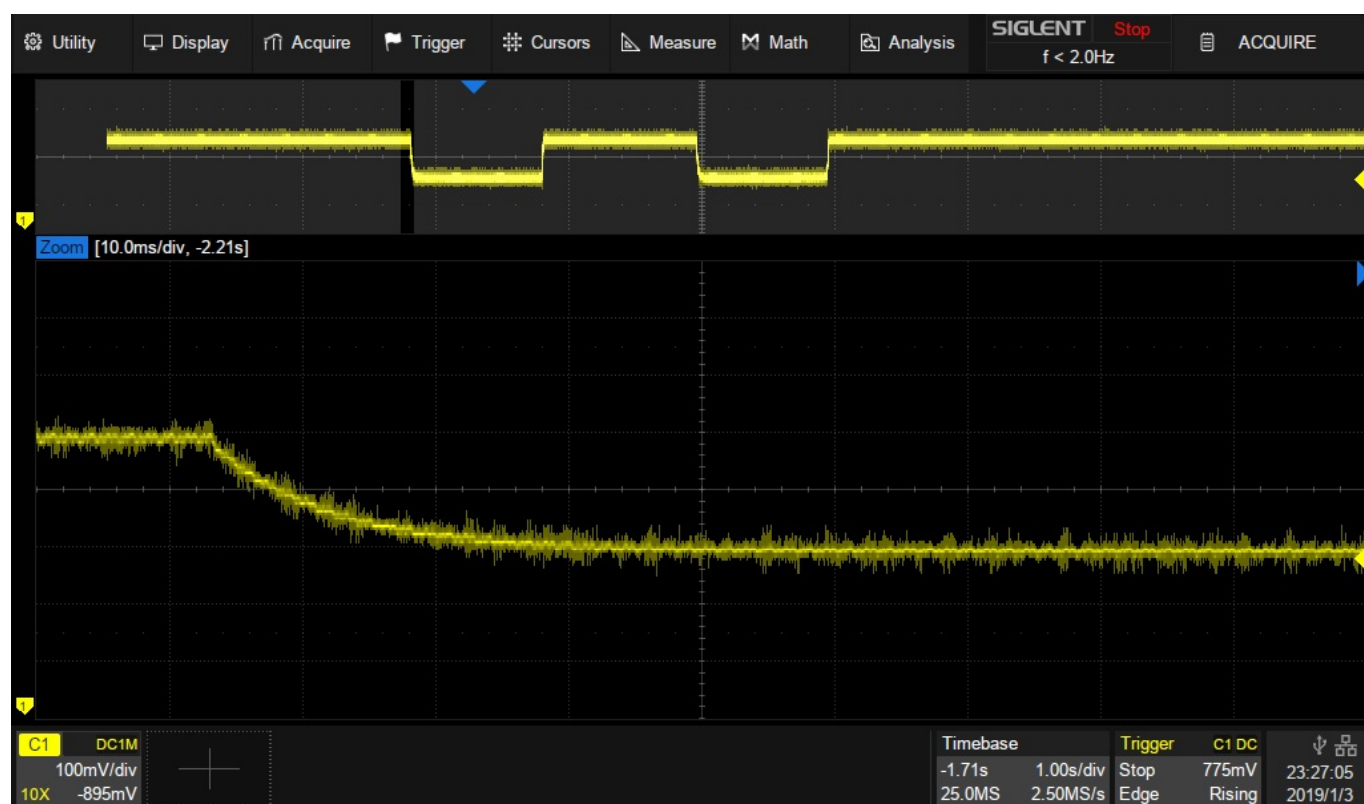 Utility Display Acquire Trigger Cursors Measure Math Analysis SIGLENT Stop ACQUIRE
f < 2.0Hz
1
Zoom [10.0ms/div, -2.21s]
1
C1 DC1M
100mV/div
10X -895mV
Timebase
-1.71s 1.00s/div
25.0MS 2.50MS/s
Trigger C1 DC
Stop 775mV
Edge Rising
23:27:05
2019/1/3